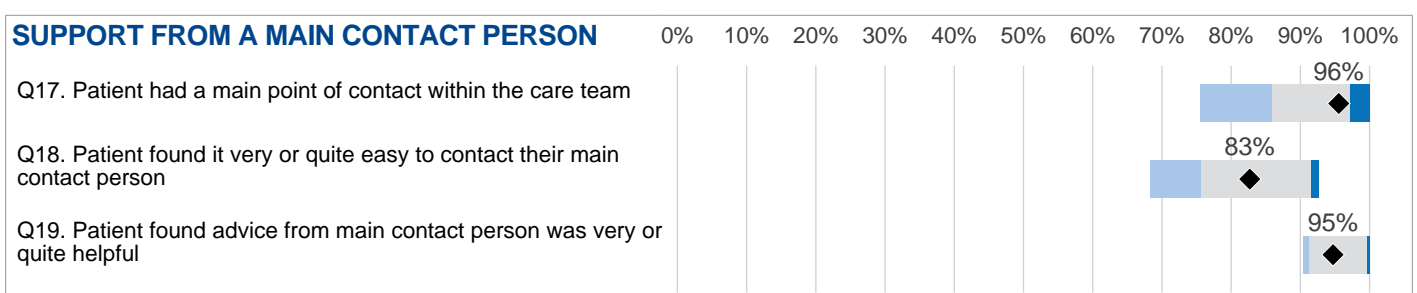 SUPPORT FROM A MAIN CONTACT PERSON 0% 10% 20% 30% 40% 50% 60% 70% 80% 90% 100%
Q17. Patient had a main point of contact within the care team 96%
Q18. Patient found it very or quite easy to contact their main
contact person
83%
Q19. Patient found advice from main contact person was very or
quite helpful
95%